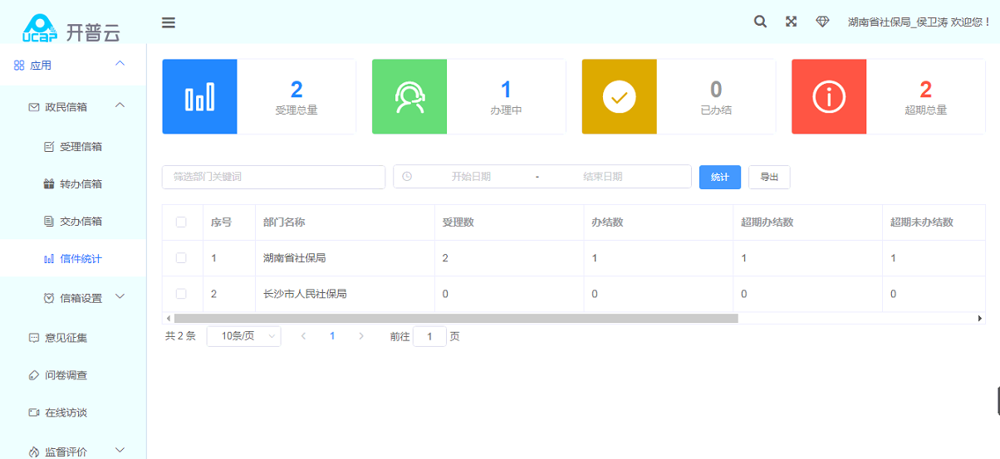 UCAP 开普云
湖南省社保局_侯卫涛 欢迎您！
应用
政民信箱
受理信箱
转办信箱
交办信箱
信件统计
信箱设置
意见征集
问卷调查
在线访谈
监督评价
2
受理总量
1
办理中
0
已办结
2
超期总量
筛选部门关键词 开始日期 - 结束日期 统计 导出
序号 部门名称 受理数 办结数 超期办结数 超期未办结数
1 湖南省社保局 2 1 1 1
2 长沙市人民社保局 0 0 0 0
共 2 条 10条/页 1 前往 1 页